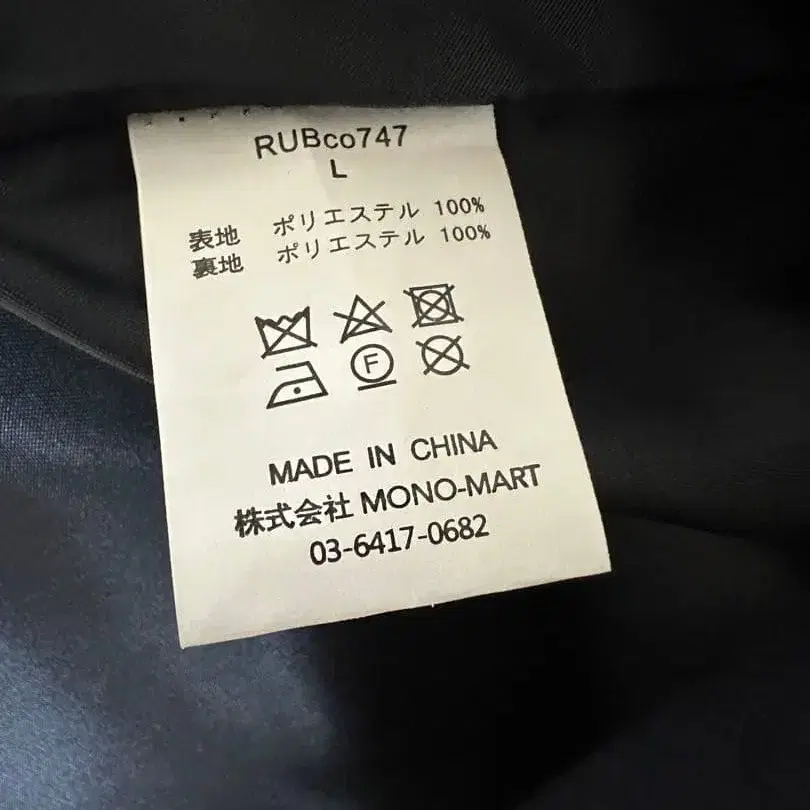 RUBco747
L
表地 ポリエステル 100%
裏地 ポリエステル 100%
F
MADE IN CHINA
株式会社 MONO-MART
03-6417-0682